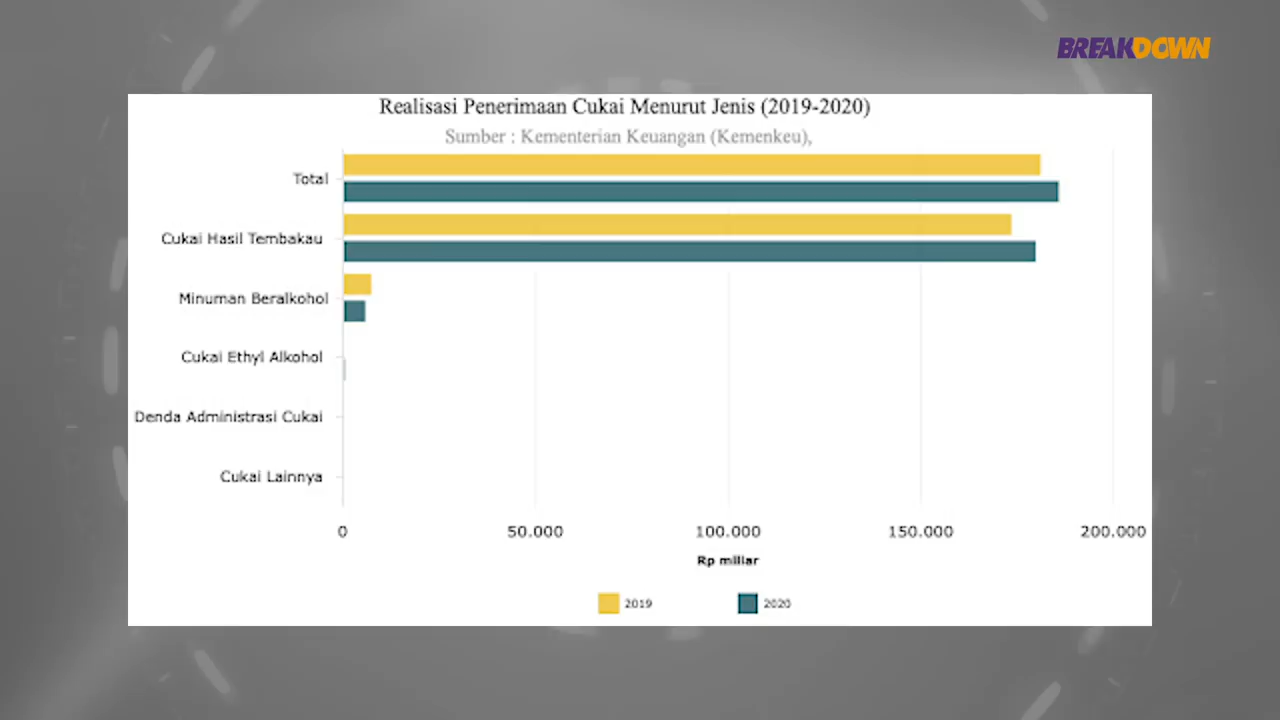 BREAKDOWN
Realisasi Penerimaan Cukai Menurut Jenis (2019-2020)
Sumber : Kementerian Keuangan (Kemenkeu),
Total
Cukai Hasil Tembakau
Minuman Beralkohol
Cukai Ethyl Alkohol
Denda Administrasi Cukai
Cukai Lainnya
0 50.000 100.000 150.000 200.000
Rp miliar
2019 2020